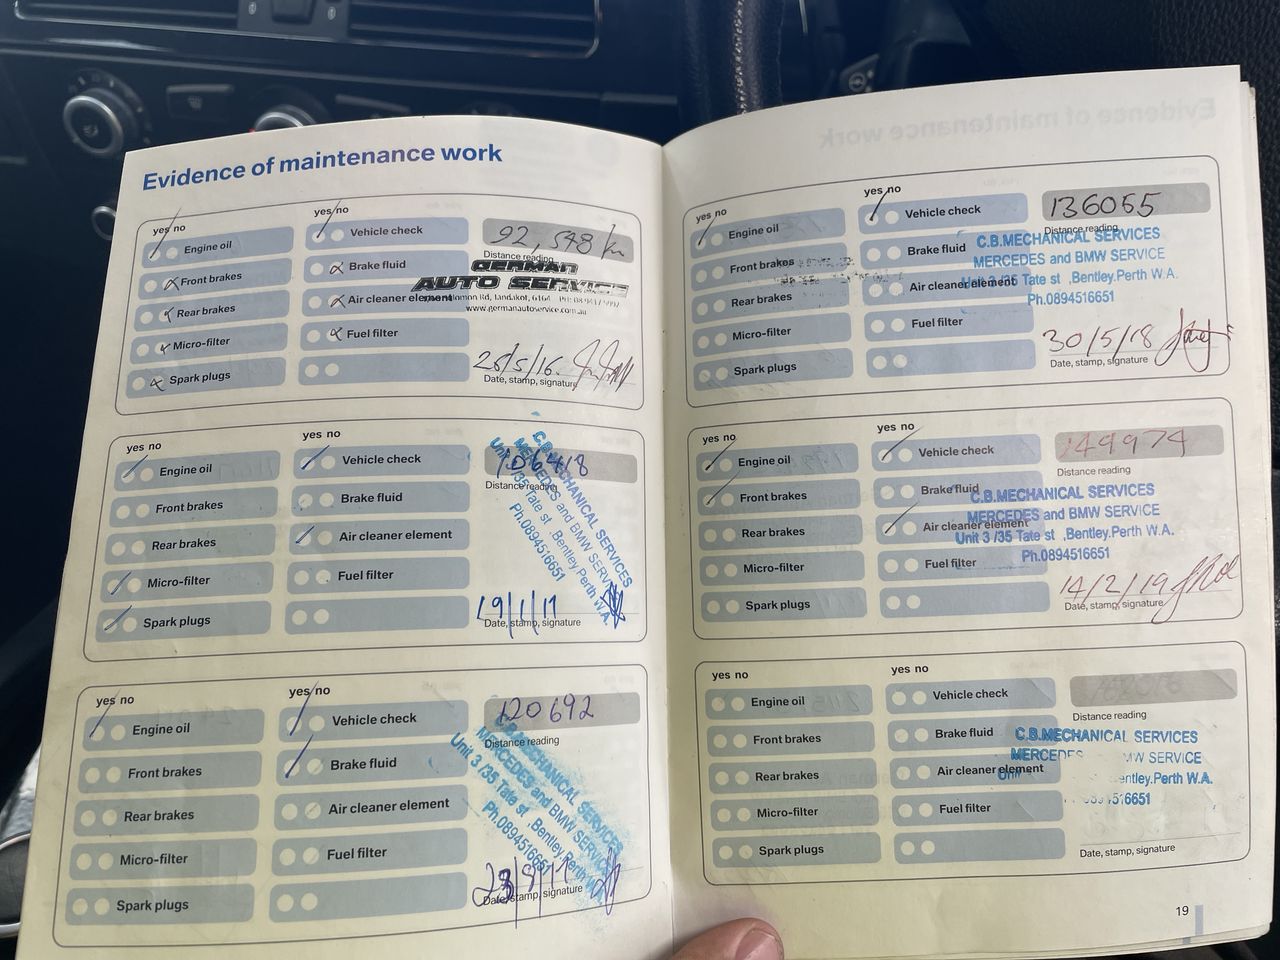 Evidence of maintenance work
yes no
yes no
Engine oil
Vehicle check
92,548 km
Distance reading
Front brakes
Brake fluid
GERMAN
AUTO SERVICE
Rear brakes
Air cleaner element
Rd, Jandakot, 6164
www.germanautoservice.com.au
Micro-filter
Fuel filter
Spark plugs
25/5/16
Date, stamp, signature
yes no
yes no
Engine oil
Vehicle check
106418
Distance reading
Front brakes
Brake fluid
Rear brakes
Air cleaner element
Micro-filter
Fuel filter
Spark plugs
C.B.MECHANICAL SERVICES
MERCEDES and BMW SERVICE
Unit 3 /35 Tate st ,Bentley.Perth W.A.
Ph.0894516651
19/1/17
Date, stamp, signature
yes no
yes no
Engine oil
Vehicle check
120692
Distance reading
Front brakes
Brake fluid
Rear brakes
Air cleaner element
Micro-filter
Fuel filter
Spark plugs
C.B.MECHANICAL SERVICES
MERCEDES and BMW SERVICE
Unit 3 /35 Tate st ,Bentley.Perth W.A.
Ph.0894516651
Date, stamp, signature
yes no
yes no
Engine oil
Vehicle check
136055
Distance reading
Front brakes
Brake fluid
C.B.MECHANICAL SERVICES
MERCEDES and BMW SERVICE
Rear brakes
Air cleaner element
Unit 3 /35 Tate st ,Bentley.Perth W.A.
Ph.0894516651
Micro-filter
Fuel filter
Spark plugs
30/5/18
Date, stamp, signature
yes no
yes no
Engine oil
Vehicle check
149974
Distance reading
Front brakes
Brake fluid
C.B.MECHANICAL SERVICES
MERCEDES and BMW SERVICE
Rear brakes
Air cleaner element
Unit 3 /35 Tate st ,Bentley.Perth W.A.
Ph.0894516651
Micro-filter
Fuel filter
Spark plugs
14/2/19
Date, stamp, signature
yes no
yes no
Engine oil
Vehicle check
Distance reading
Front brakes
Brake fluid
C.B.MECHANICAL SERVICES
MERCEDES SERVICE
Rear brakes
Air cleaner element
Perth W.A.
Micro-filter
Fuel filter
Spark plugs
Date, stamp, signature
19